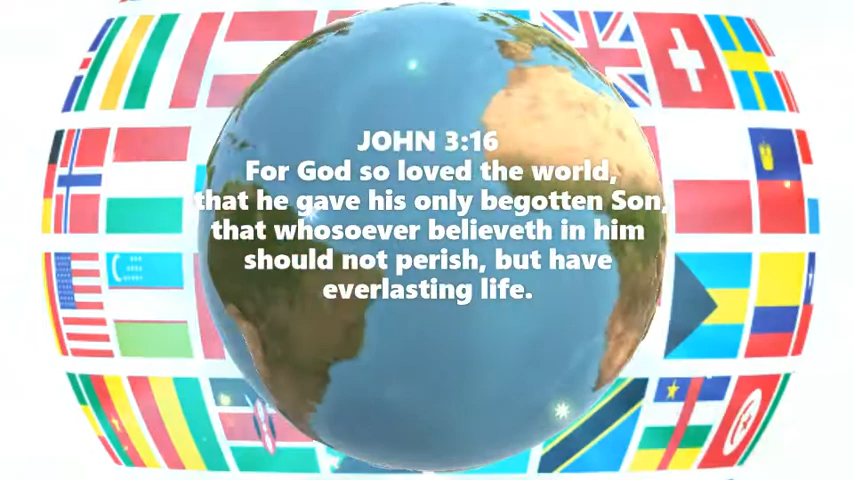 JOHN 3:16
For God so loved the world,
that he gave his only begotten Son,
that whosoever believeth in him
should not perish, but have
everlasting life.